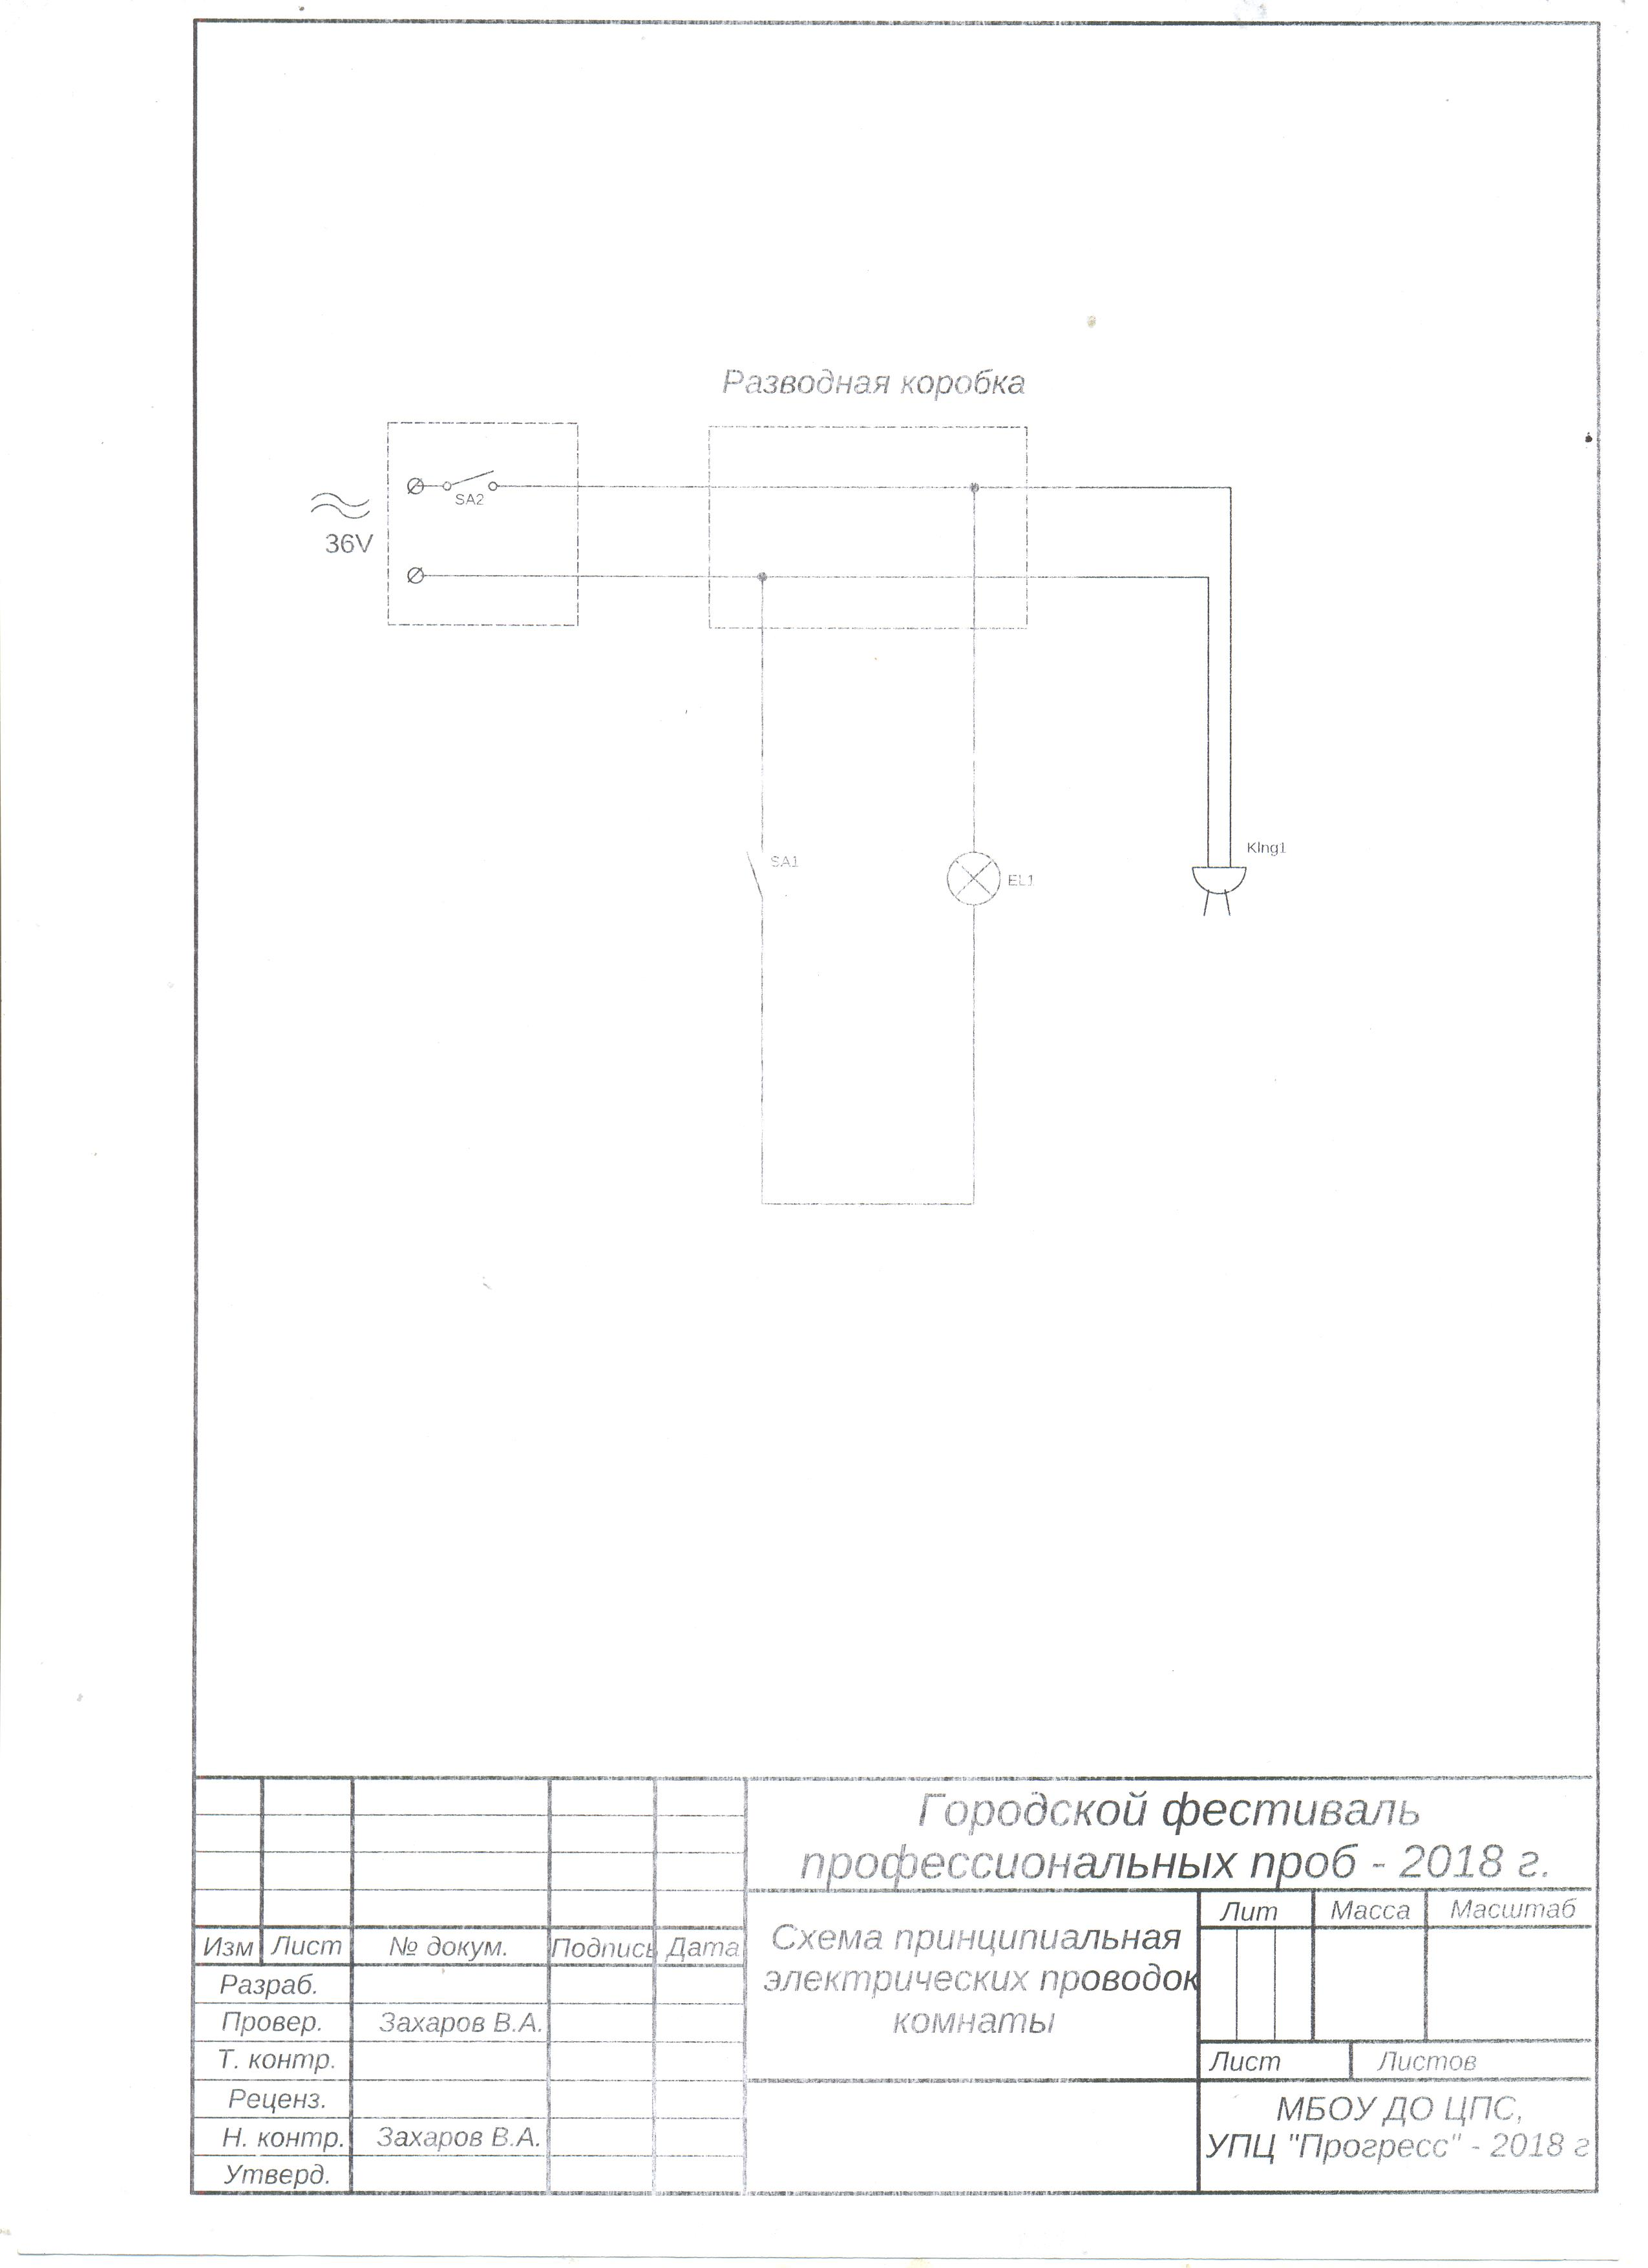 Разводная коробка
SA2
36V
SA1
EL1
Klng1
Городской фестиваль
профессиональных проб - 2018 г.
Лит Масса Масштаб
Изм Лист № докум. Подпись Дата
Схема принципиальная
электрических проводок
комнаты
Разраб.
Провер. Захаров В.А.
Т. контр.
Лист Листов
Реценз.
Н. контр. Захаров В.А.
Утверд.
МБОУ ДО ЦПС,
УПЦ "Прогресс" - 2018 г